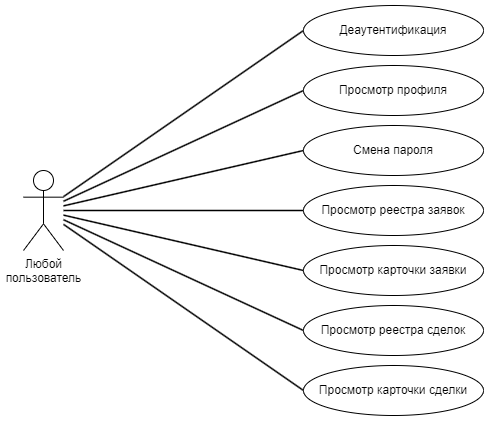 Деаутентификация
Просмотр профиля
Смена пароля
Просмотр реестра заявок
Просмотр карточки заявки
Просмотр реестра сделок
Просмотр карточки сделки
Любой
пользователь